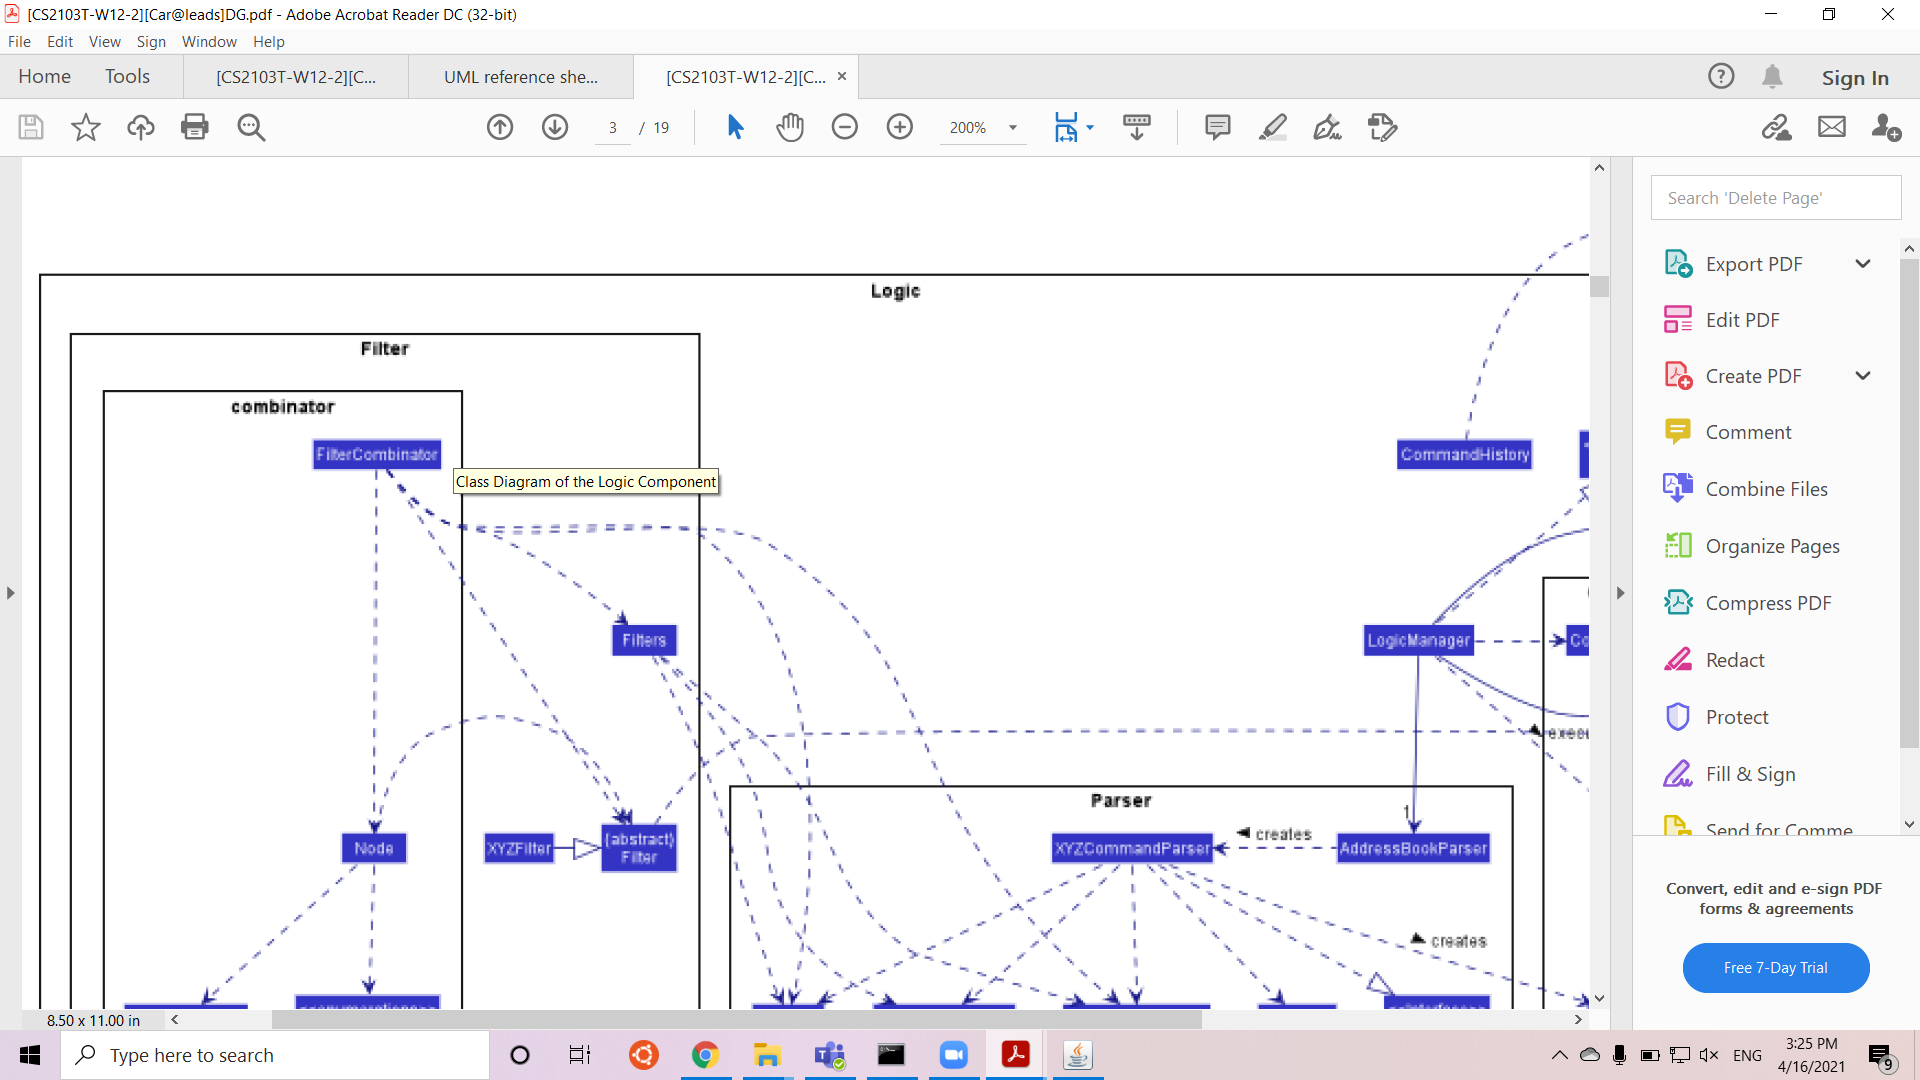 [CS2103T-W12-2][Car@leads]DG.pdf - Adobe Acrobat Reader DC (32-bit)
File Edit View Sign Window Help
Home Tools [CS2103T-W12-2][C... UML reference she... [CS2103T-W12-2][C... × Sign In
3 / 19 200%
Search 'Delete Page'
Export PDF
Edit PDF
Create PDF
Comment
Combine Files
Organize Pages
Compress PDF
Redact
Protect
Fill & Sign
Send for Comme
Convert, edit and e-sign PDF
forms & agreements
Free 7-Day Trial
Logic
Filter
combinator
FilterCombinator
CommandHistory
Class Diagram of the Logic Component
Filters
LogicManager
Co
execu
Parser
1
creates
Node
XYZFilter
{abstract}
Filter
XYZCommandParser
AddressBookParser
creates
8.50 x 11.00 in
Type here to search
ENG
3:25 PM
4/16/2021
9